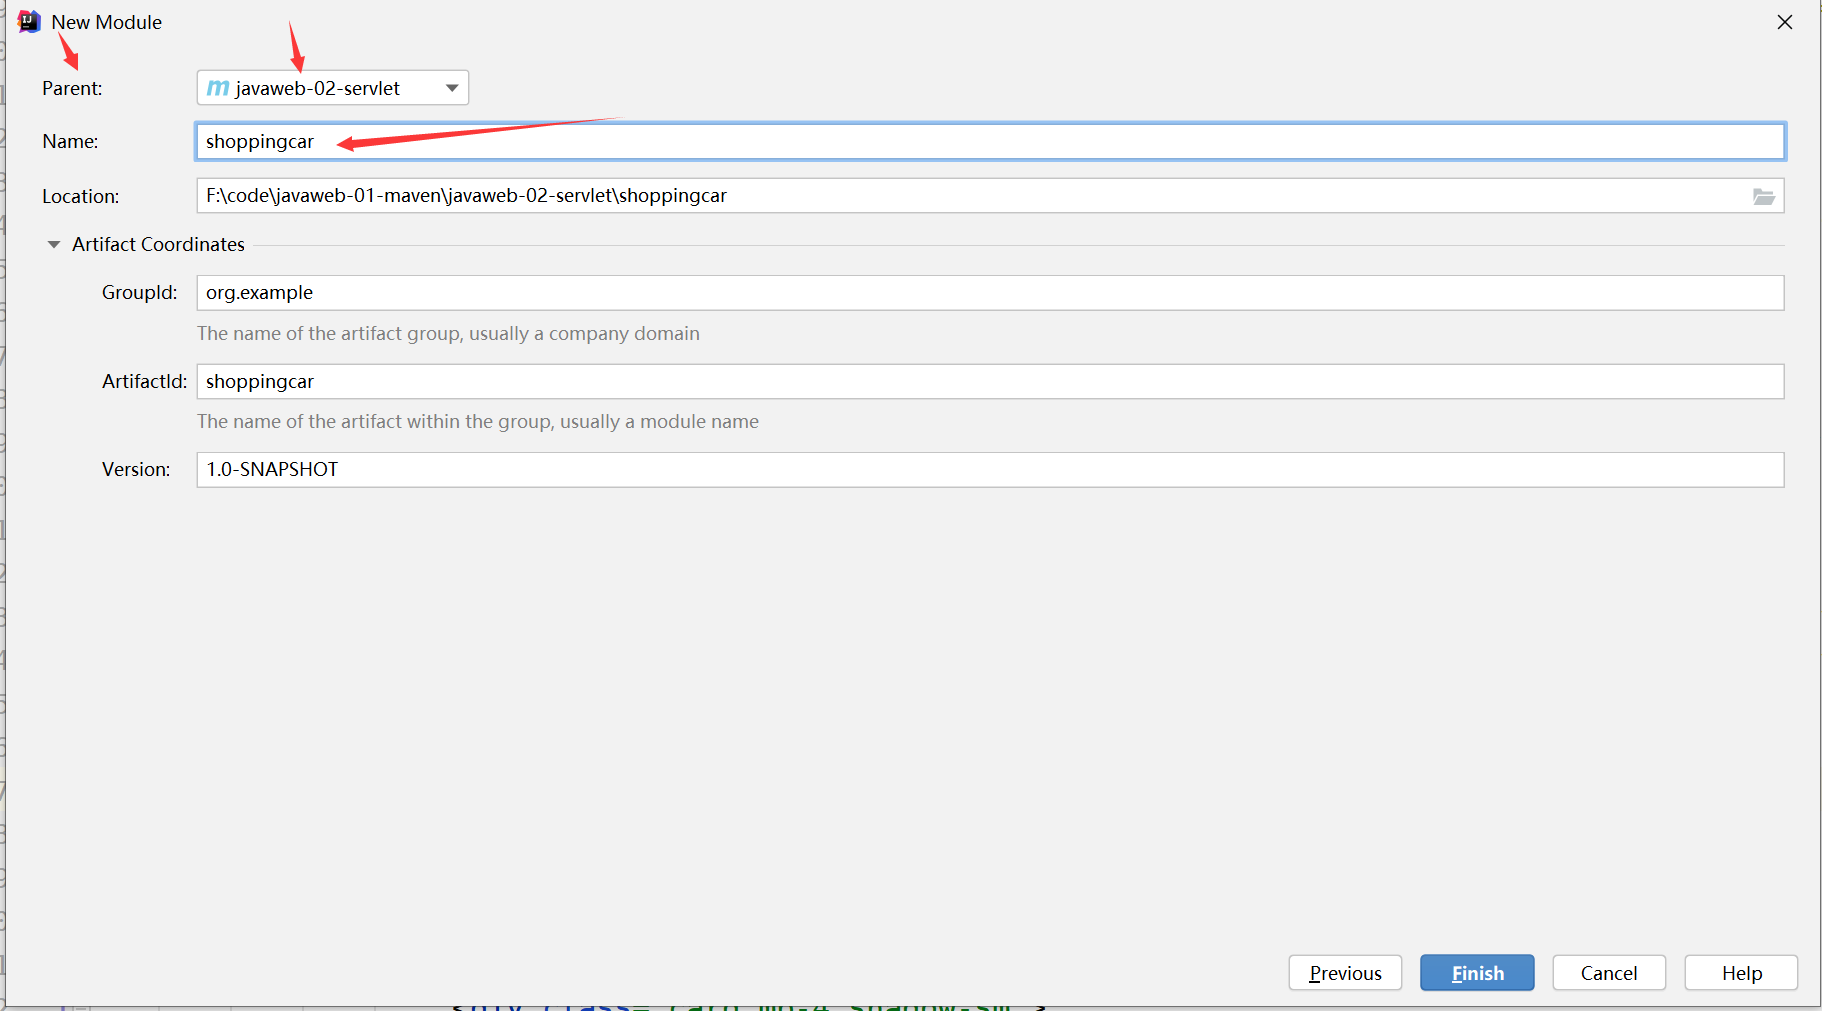 New Module
Parent: m javaweb-02-servlet
Name: shoppingcar
Location: F:\code\javaweb-01-maven\javaweb-02-servlet\shoppingcar
Artifact Coordinates
GroupId: org.example
The name of the artifact group, usually a company domain
ArtifactId: shoppingcar
The name of the artifact within the group, usually a module name
Version: 1.0-SNAPSHOT
Previous Finish Cancel Help